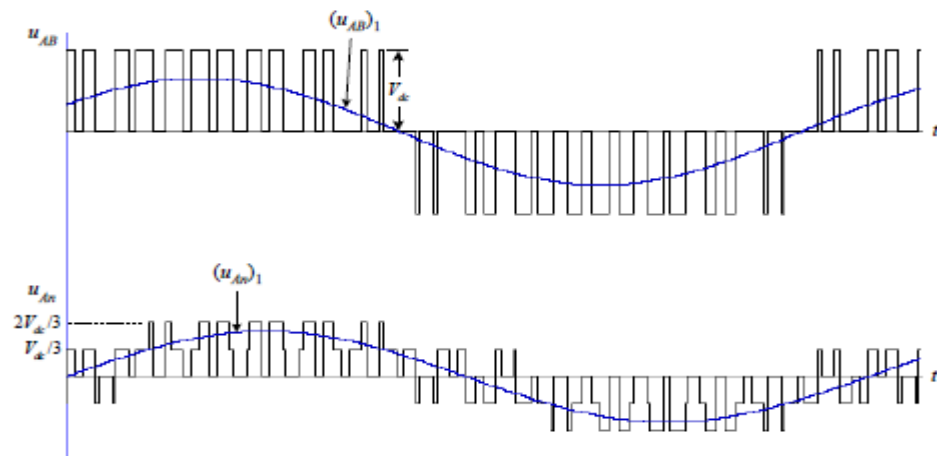 (u_AB)_1
u_AB
V_dc
t
(u_An)_1
u_An
2V_dc/3
V_dc/3
t